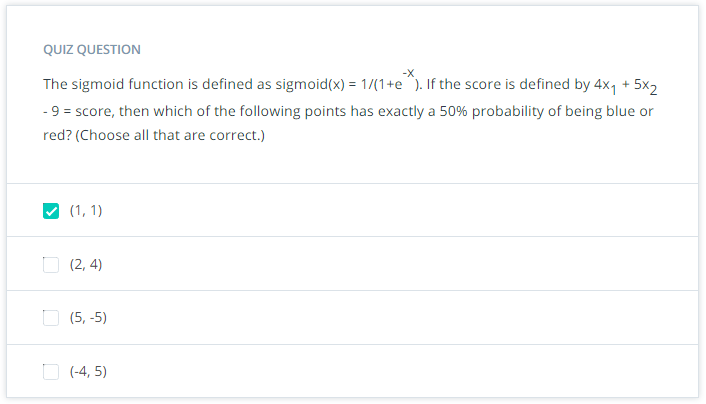 QUIZ QUESTION
The sigmoid function is defined as sigmoid(x) = 1/(1+e⁻ˣ). If the score is defined by 4x₁ + 5x₂
- 9 = score, then which of the following points has exactly a 50% probability of being blue or
red? (Choose all that are correct.)
(1, 1)
(2, 4)
(5, -5)
(-4, 5)